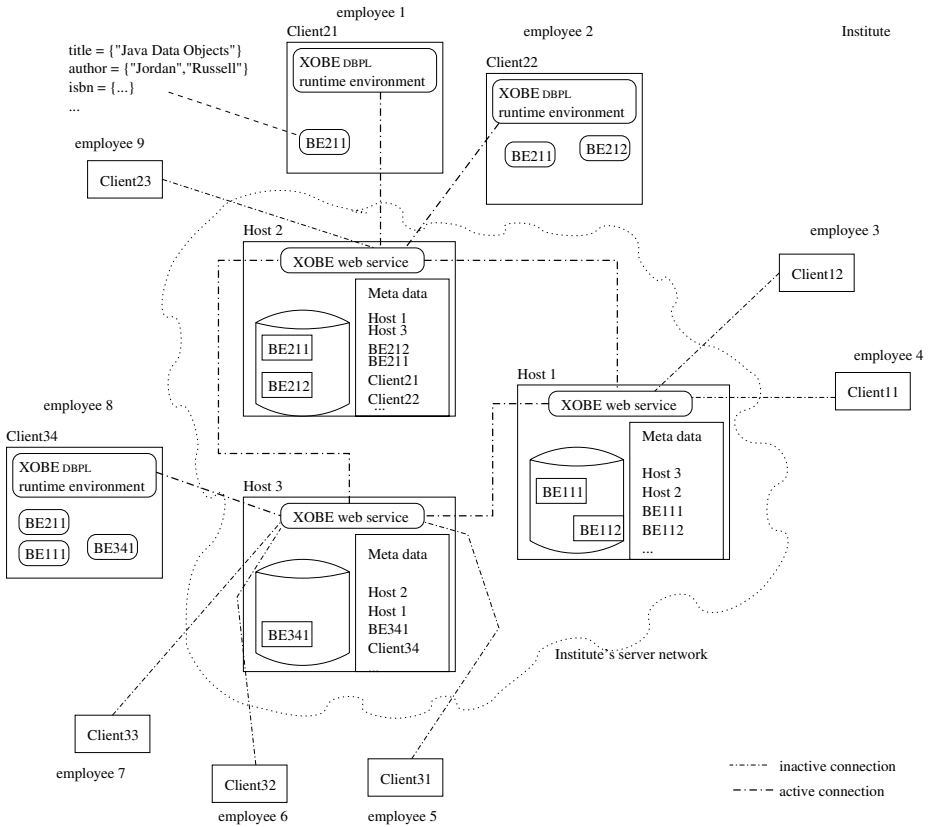 employee 1
Client21
employee 2
Institute
title = {"Java Data Objects"}
author = {"Jordan","Russell"}
isbn = {...}
...
XOBE DBPL
runtime environment
BE211
Client22
XOBE DBPL
runtime environment
BE211
BE212
employee 9
Client23
Host 2
XOBE web service
Meta data
Host 1
Host 3
BE212
BE211
Client21
Client22
...
BE211
BE212
employee 3
Client12
employee 4
Client11
Host 1
XOBE web service
Meta data
Host 3
Host 2
BE111
BE112
...
BE111
BE112
employee 8
Client34
XOBE DBPL
runtime environment
BE211
BE111
BE341
Host 3
XOBE web service
Meta data
Host 2
Host 1
BE341
Client34
...
BE341
Institute's server network
Client33
employee 7
Client32
employee 6
Client31
employee 5
inactive connection
active connection